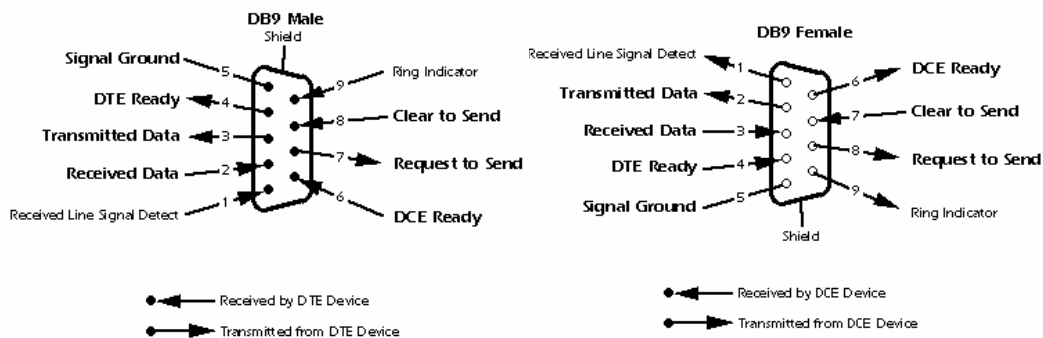 DB9 Male
Shield
Signal Ground
5
9
Ring Indicator
DTE Ready
4
8
Clear to Send
Transmitted Data
3
7
Request to Send
Received Data
2
6
DCE Ready
Received Line Signal Detect
1
Received by DTE Device
Transmitted from DTE Device
DB9 Female
Received Line Signal Detect
1
6
DCE Ready
Transmitted Data
2
7
Clear to Send
Received Data
3
8
Request to Send
DTE Ready
4
9
Ring Indicator
Signal Ground
5
Shield
Received by DCE Device
Transmitted from DCE Device